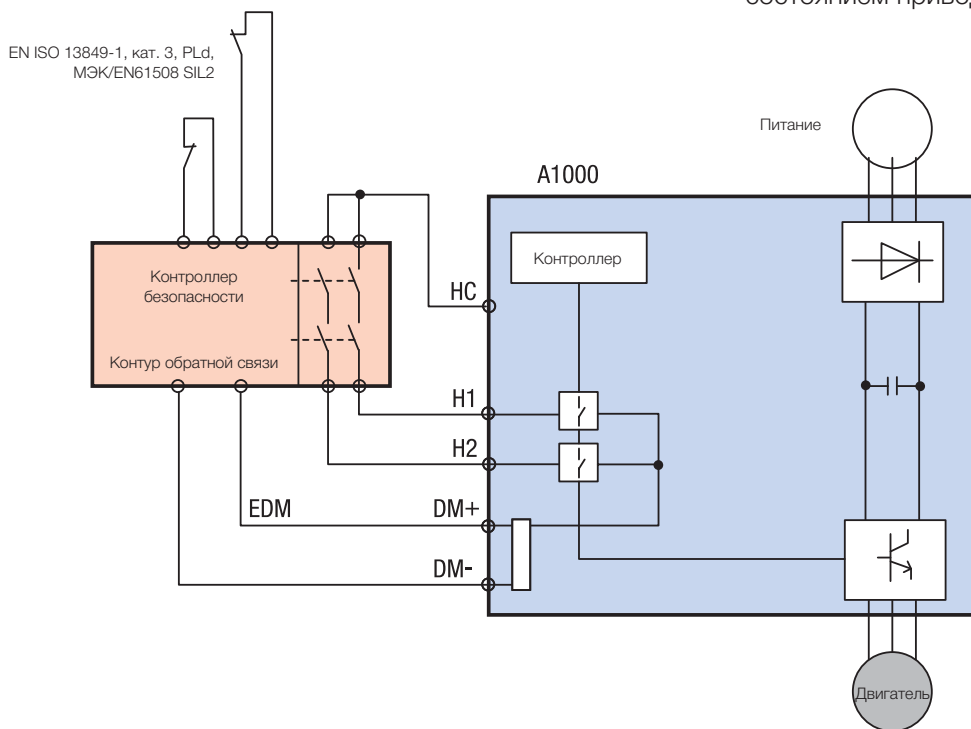 EN ISO 13849-1, кат. 3, PLd,
МЭК/EN61508 SIL2
Питание
A1000
Контроллер
Контроллер
безопасности
HC
Контур обратной связи
H1
H2
EDM
DM+
DM-
Двигатель